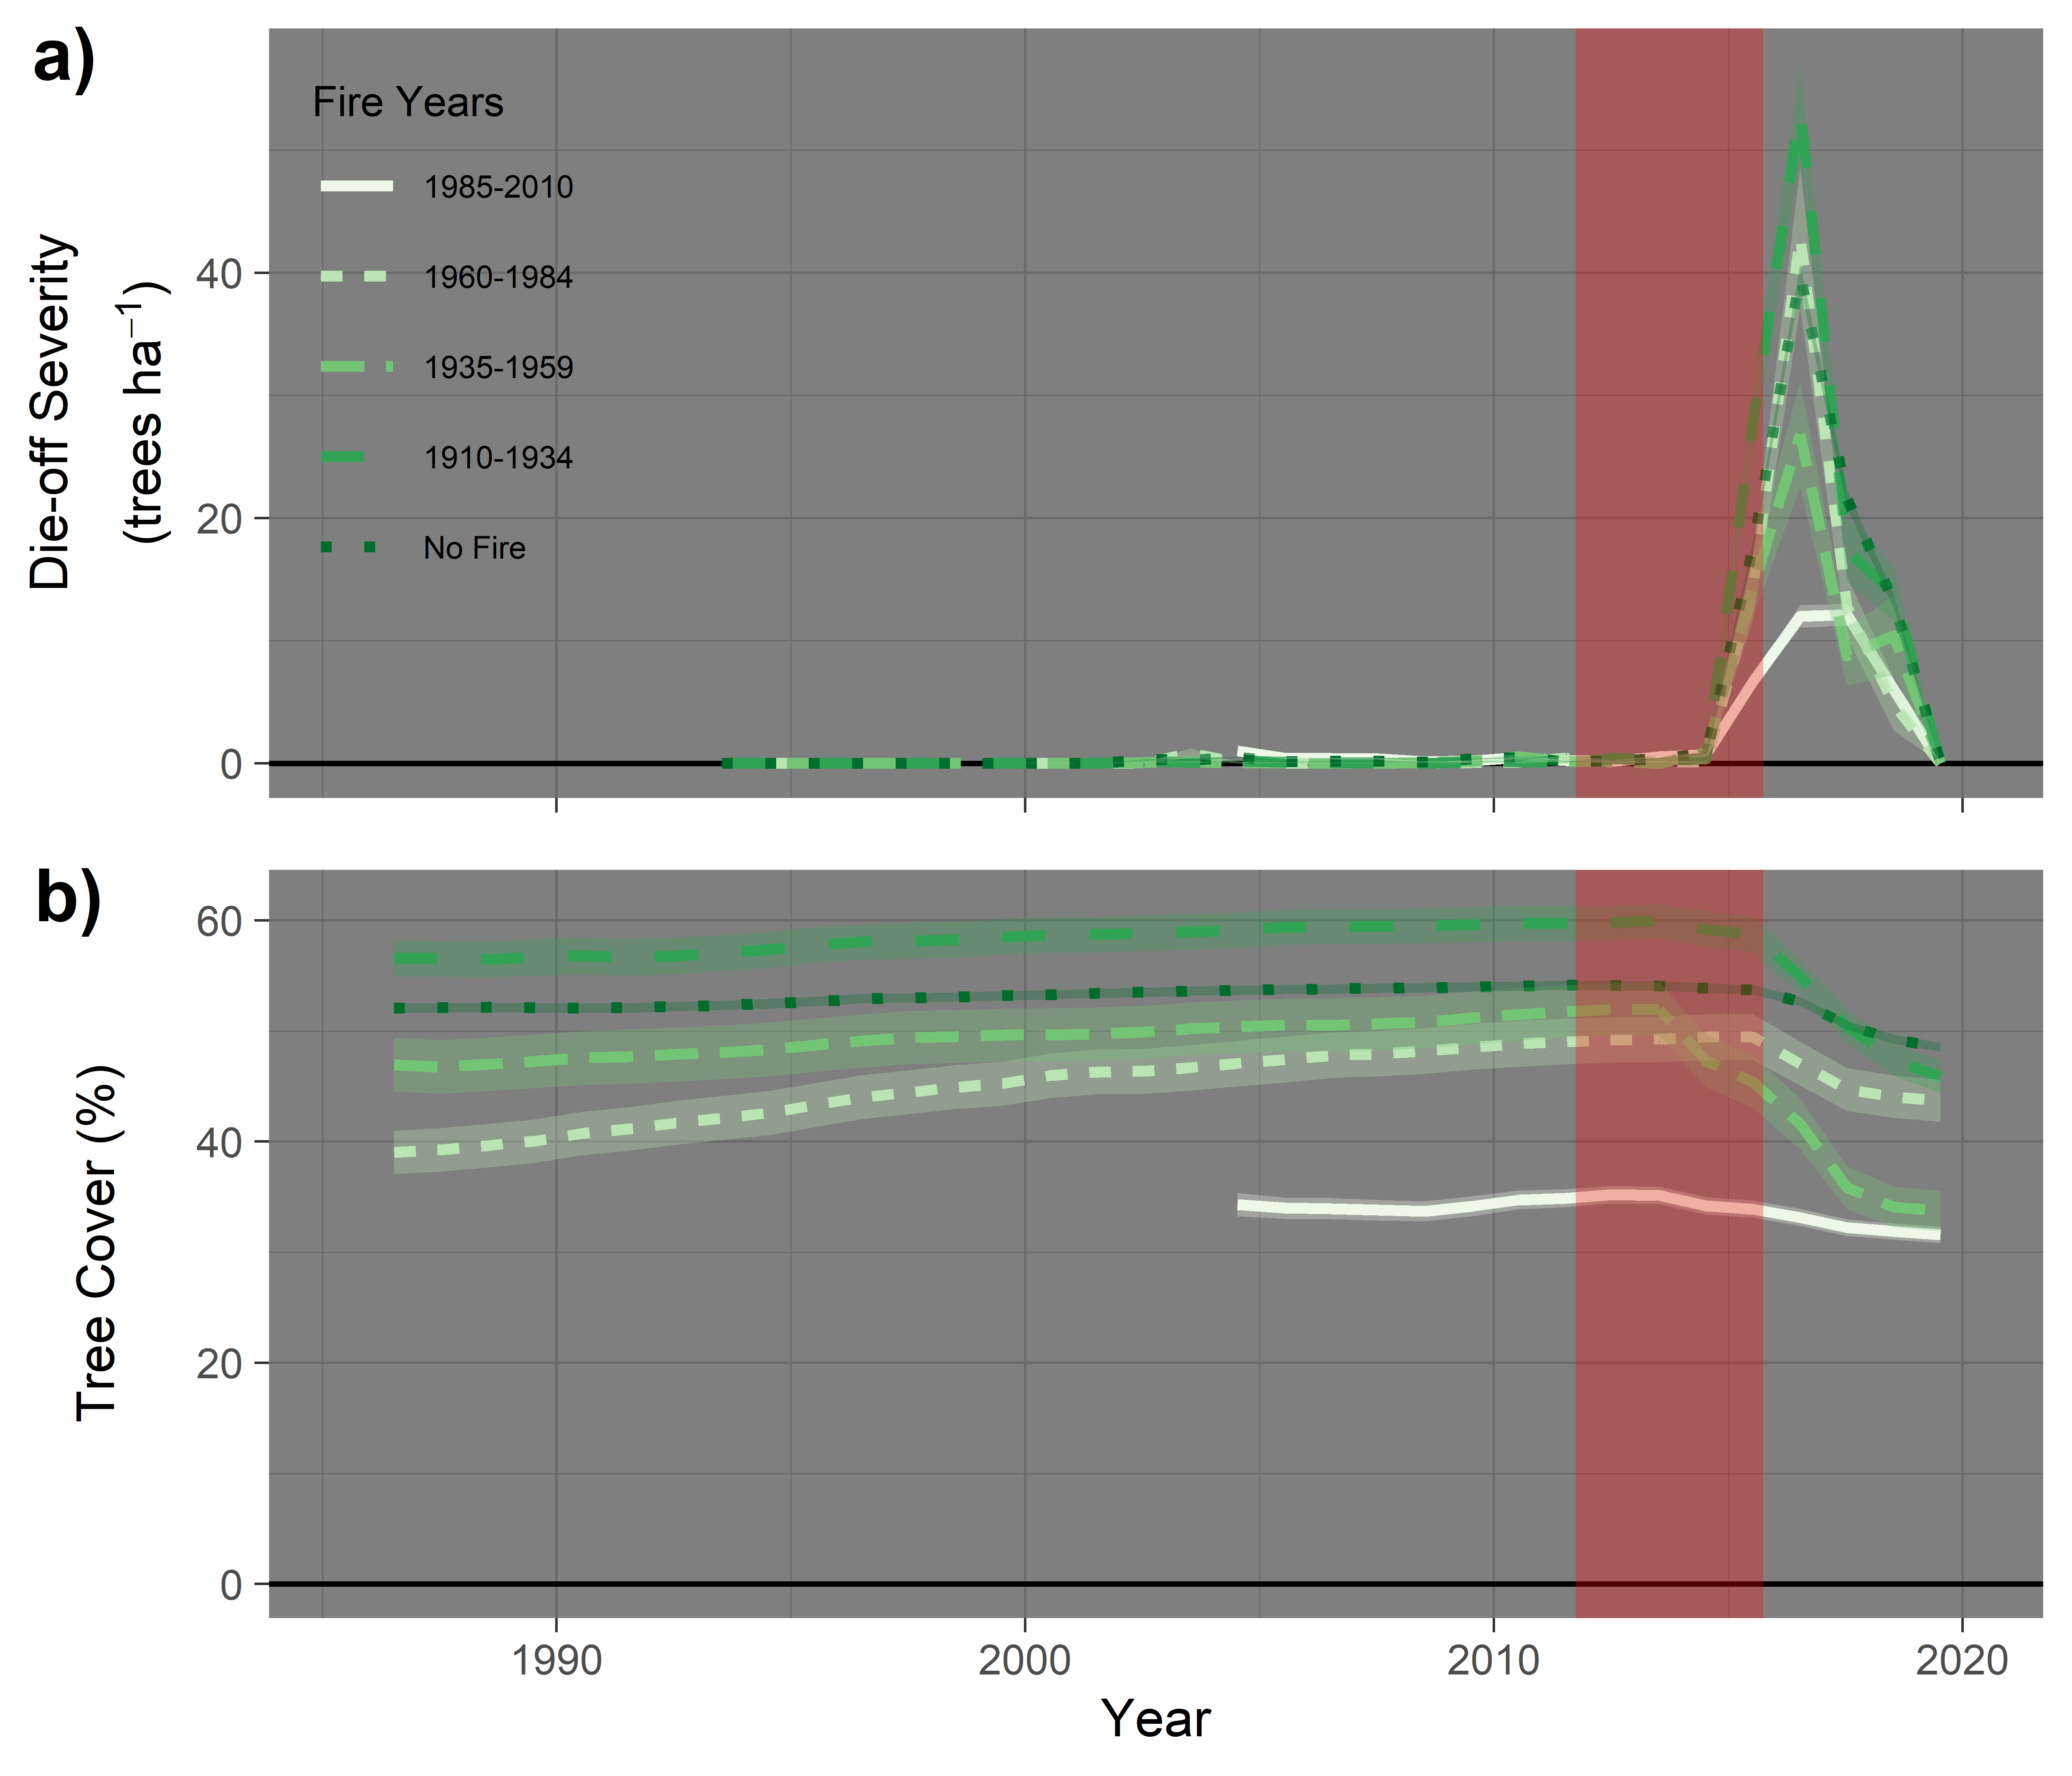 a)
Die-off Severity
(trees ha⁻¹)
40
20
0
Fire Years
1985-2010
1960-1984
1935-1959
1910-1934
No Fire
b)
Tree Cover (%)
60
40
20
0
1990 2000 2010 2020
Year